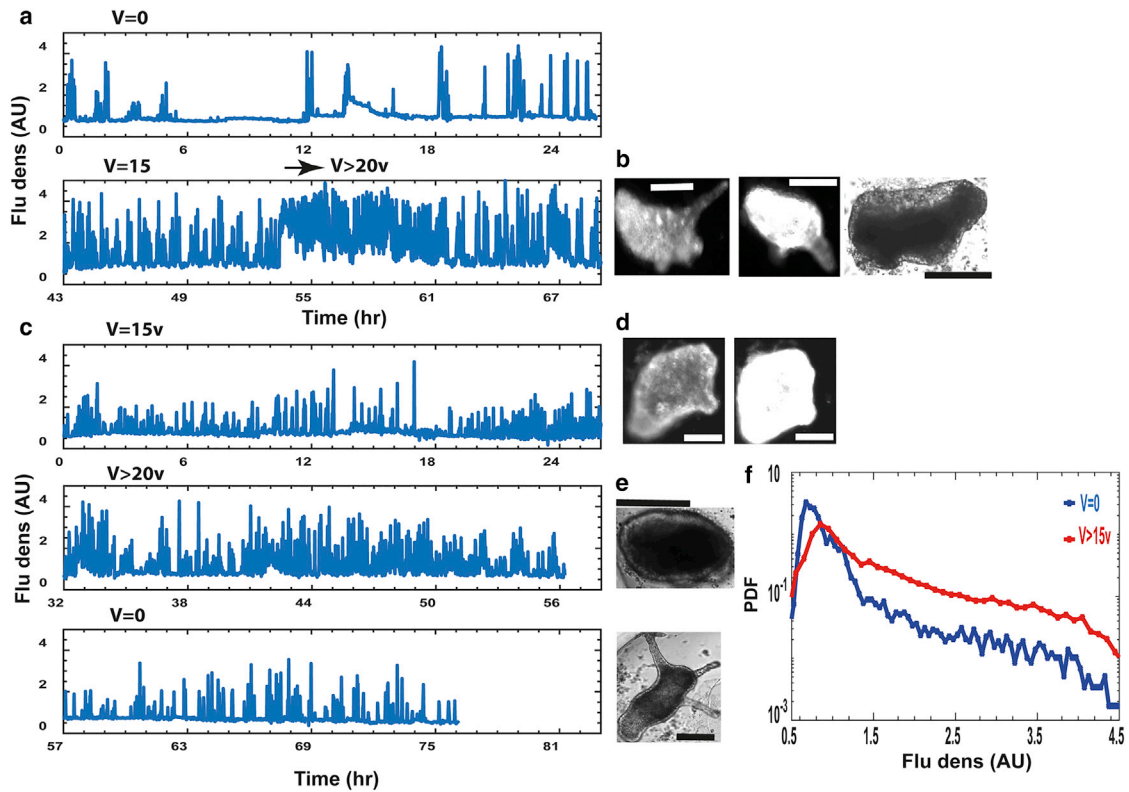 a
V=0
4
2
0
0 6 12 18 24
Flu dens (AU)
V=15 V>20v
4
2
0
43 49 55 61 67
Time (hr)
b
c
V=15v
4
2
0
0 6 12 18 24
d
V>20v
4
2
0
32 38 44 50 56
Flu dens (AU)
V=0
4
2
0
57 63 69 75 81
Time (hr)
e
f
10
10-1
10-3
PDF
V=0
V>15v
0.5 1.5 2.5 3.5 4.5
Flu dens (AU)